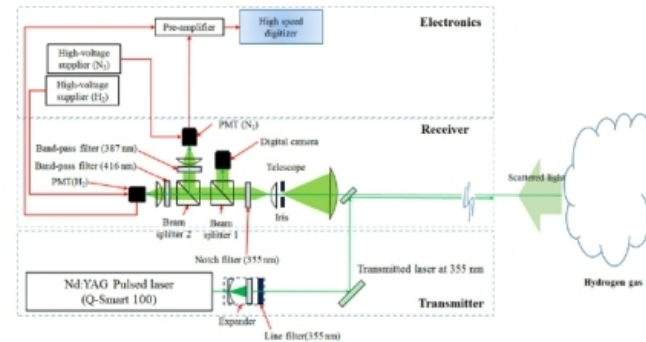 Pre-amplifier
High speed
digitizer
Electronics
High-voltage
supplier (N₂)
High-voltage
supplier (H₂)
PMT (N₂)
Receiver
Digital camera
Band-pass filter (387 nm)
Band-pass filter (416 nm)
PMT(H₂)
Telescope
Iris
Beam
splitter 2
Beam
splitter 1
Notch filter (355 nm)
Scattered light
Hydrogen gas
Transmitted laser at 355 nm
Nd:YAG Pulsed laser
(Q-Smart 100)
Expander
Line filter(355 nm)
Transmitter